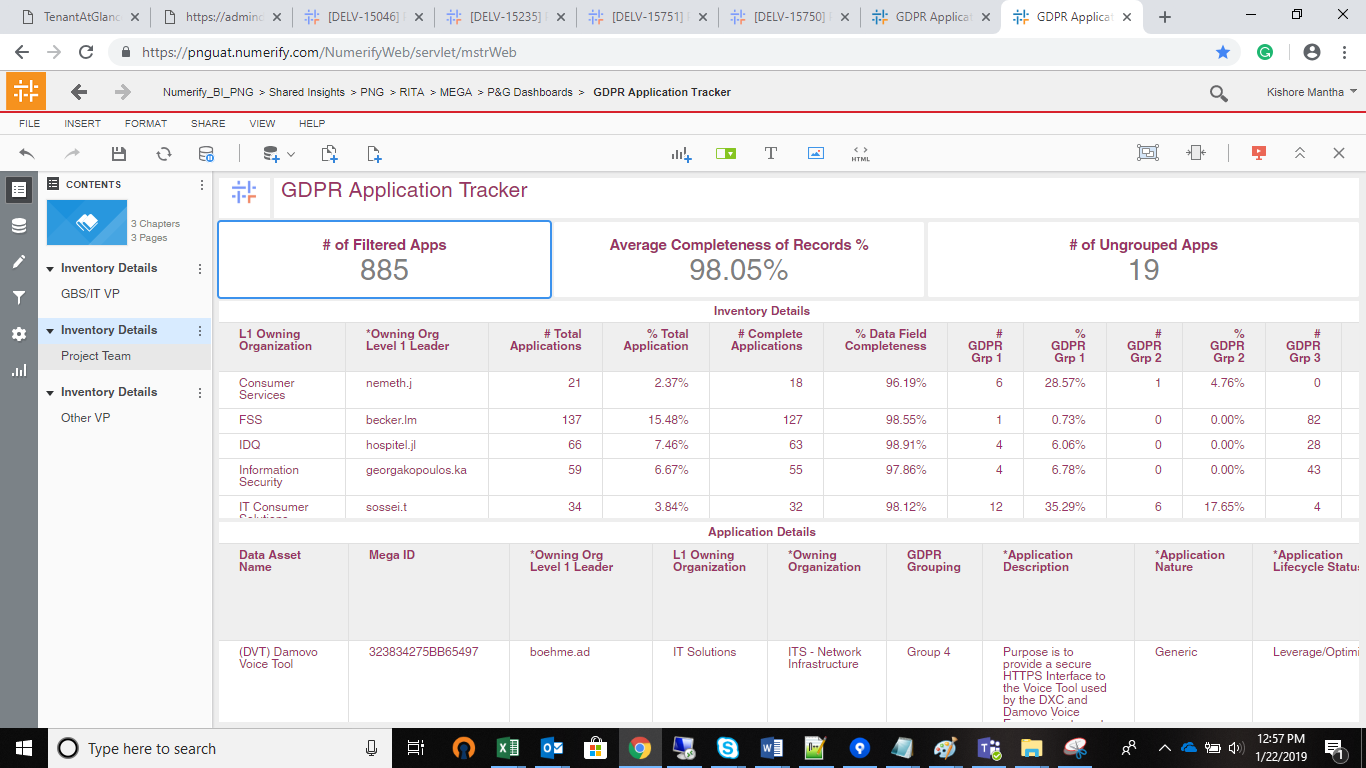 TenantAtGlanc
https://admin
[DELV-15046]
[DELV-15235]
[DELV-15751]
[DELV-15750]
GDPR Applicat
GDPR Applicat
https://pnguat.numerify.com/NumerifyWeb/servlet/mstrWeb
Numerify_BI_PNG > Shared Insights > PNG > RITA > MEGA > P&G Dashboards > GDPR Application Tracker
Kishore Mantha
FILE INSERT FORMAT SHARE VIEW HELP
HTML
CONTENTS
3 Chapters
3 Pages
Inventory Details
GBS/IT VP
Inventory Details
Project Team
Inventory Details
Other VP
GDPR Application Tracker
# of Filtered Apps
885
Average Completeness of Records %
98.05%
# of Ungrouped Apps
19
Inventory Details
L1 Owning Organization *Owning Org Level 1 Leader # Total Applications % Total Application # Complete Applications % Data Field Completeness # GDPR Grp 1 % GDPR Grp 1 # GDPR Grp 2 % GDPR Grp 2 # GDPR Grp 3
Consumer Services nemeth.j 21 2.37% 18 96.19% 6 28.57% 1 4.76% 0
FSS becker.lm 137 15.48% 127 98.55% 1 0.73% 0 0.00% 82
IDQ hospitel.jl 66 7.46% 63 98.91% 4 6.06% 0 0.00% 28
Information Security georgakopoulos.ka 59 6.67% 55 97.86% 4 6.78% 0 0.00% 43
IT Consumer Solutions sossei.t 34 3.84% 32 98.12% 12 35.29% 6 17.65% 4
Application Details
Data Asset Name Mega ID *Owning Org Level 1 Leader L1 Owning Organization *Owning Organization GDPR Grouping *Application Description *Application Nature *Application Lifecycle Status
(DVT) Damovo Voice Tool 323834275BB65497 boehme.ad IT Solutions ITS - Network Infrastructure Group 4 Purpose is to provide a secure HTTPS Interface to the Voice Tool used by the DXC and Damovo Voice Generic Leverage/Optimi
Type here to search
12:57 PM
1/22/2019
1